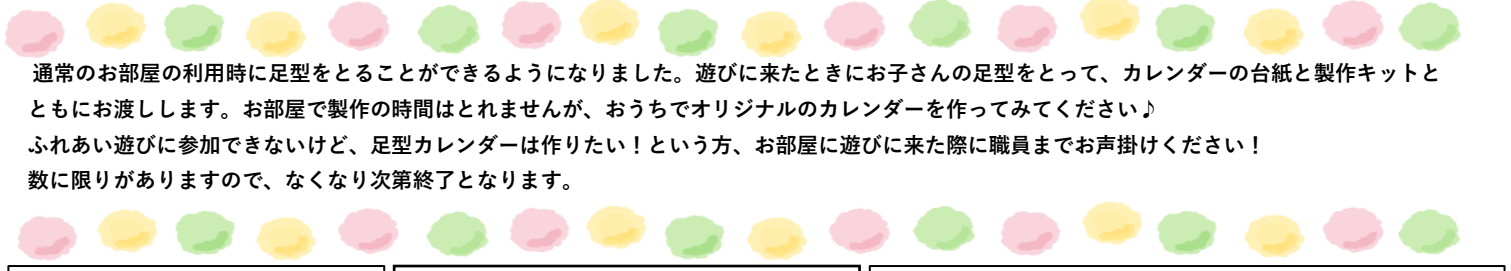 通常のお部屋の利用時に足型をとることができるようになりました。遊びに来たときにお子さんの足型をとって、カレンダーの台紙と製作キットと
ともにお渡しします。お部屋で製作の時間はとれませんが、おうちでオリジナルのカレンダーを作ってみてください♪
ふれあい遊びに参加できないけど、足型カレンダーは作りたい！という方、お部屋に遊びに来た際に職員までお声掛けください！
数に限りがありますので、なくなり次第終了となります。